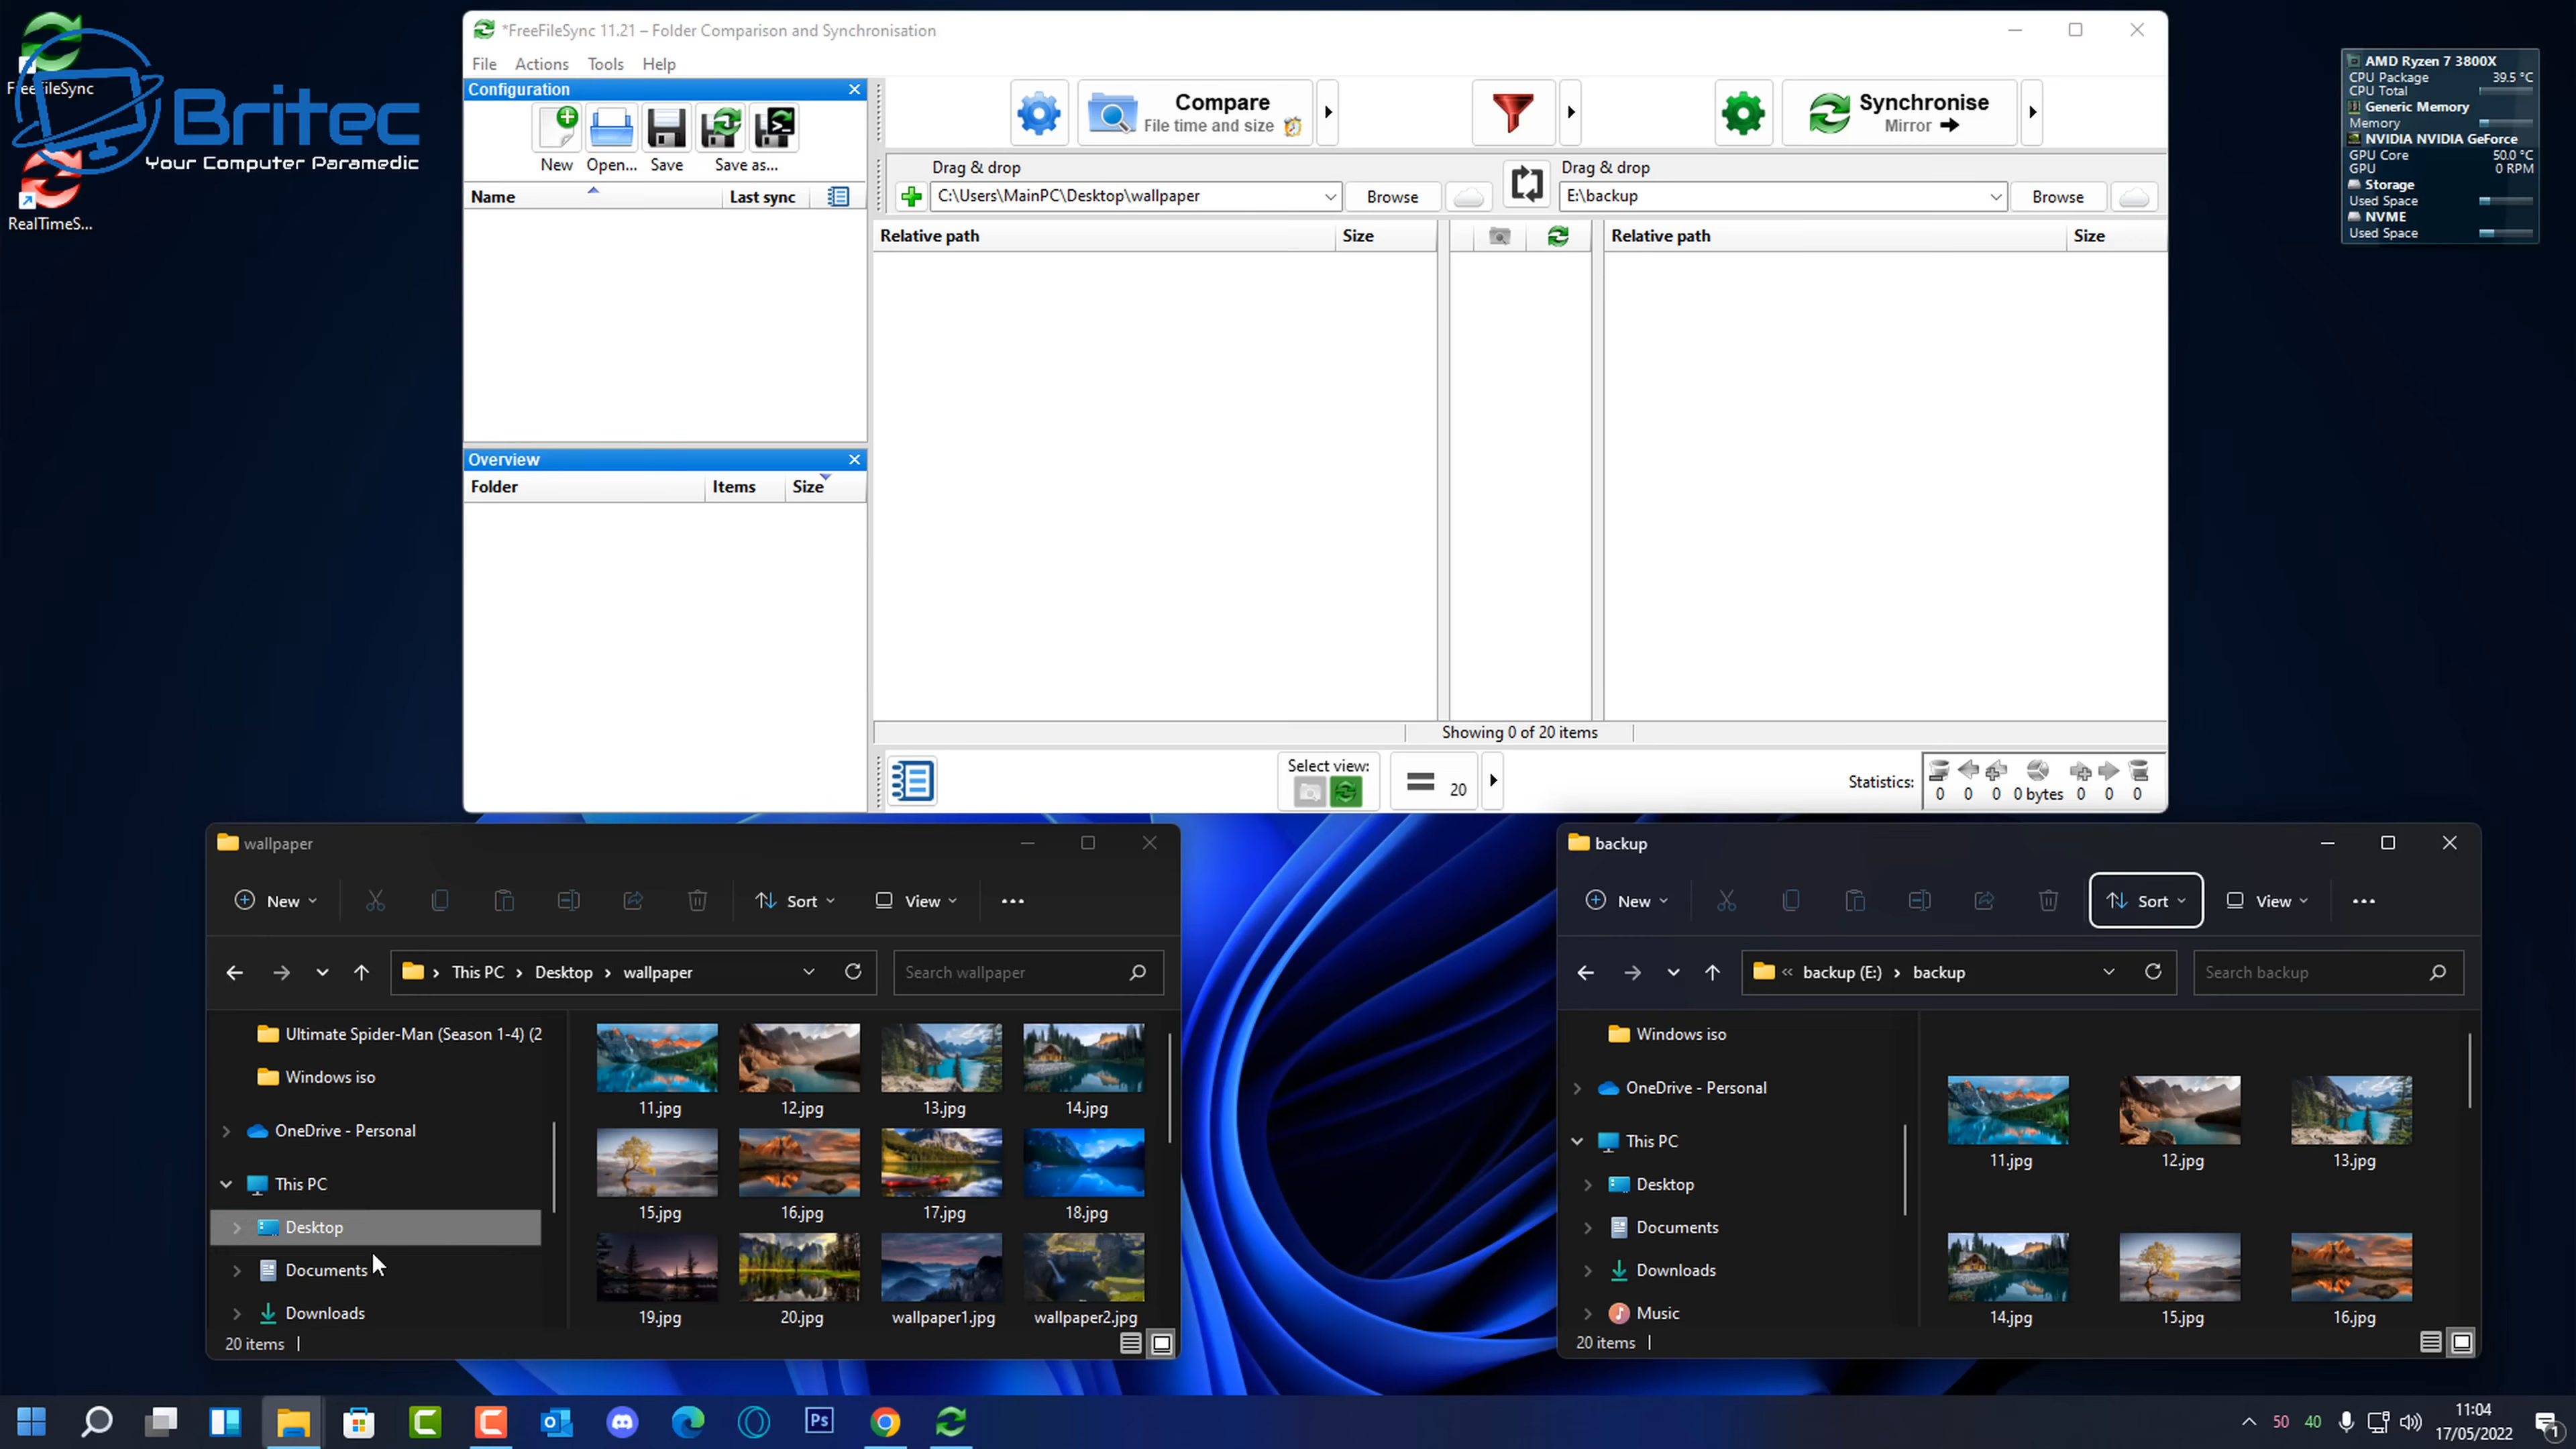 FreeFileSync
Britec
Your Computer Paramedic
RealTimeS...
*FreeFileSync 11.21 – Folder Comparison and Synchronisation
File Actions Tools Help
Configuration
New Open... Save Save as...
Name Last sync
Overview
Folder Items Size
Compare
File time and size
Synchronise
Mirror
Drag & drop
C:\Users\MainPC\Desktop\wallpaper
Browse
Drag & drop
E:\backup
Browse
Relative path Size
Relative path Size
Showing 0 of 20 items
Select view:
20
Statistics:
0 0 0 0 bytes 0 0 0
AMD Ryzen 7 3800X
CPU Package 39.5 °C
CPU Total
Generic Memory
Memory
NVIDIA NVIDIA GeForce
GPU Core 50.0 °C
GPU 0 RPM
Storage
Used Space
NVME
Used Space
wallpaper
New Sort View
This PC Desktop wallpaper
Search wallpaper
Ultimate Spider-Man (Season 1-4) (2
Windows iso
OneDrive - Personal
This PC
Desktop
Documents
Downloads
11.jpg 12.jpg 13.jpg 14.jpg
15.jpg 16.jpg 17.jpg 18.jpg
19.jpg 20.jpg wallpaper1.jpg wallpaper2.jpg
20 items
backup
New Sort View
« backup (E:) backup
Search backup
Windows iso
OneDrive - Personal
This PC
Desktop
Documents
Downloads
Music
11.jpg 12.jpg 13.jpg
14.jpg 15.jpg 16.jpg
20 items
Ps
50 40
11:04
17/05/2022
1